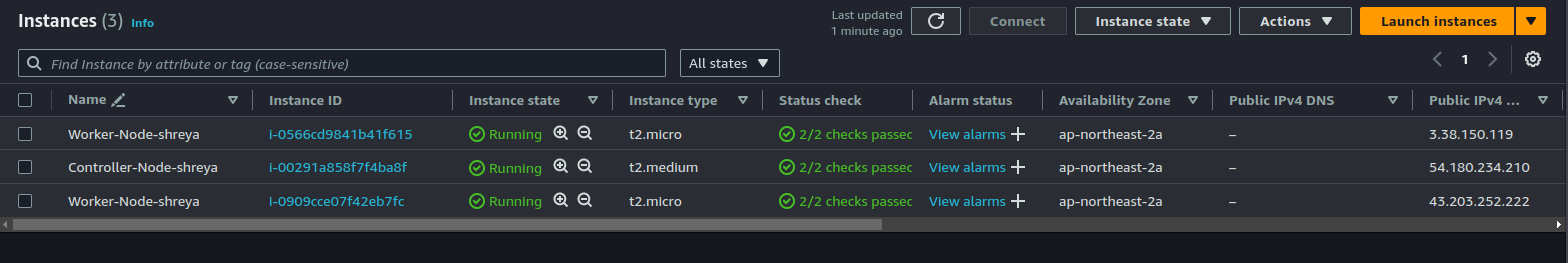 Instances (3) Info
Last updated
1 minute ago
Connect
Instance state
Actions
Launch instances
Find Instance by attribute or tag (case-sensitive)
All states
1
Name Instance ID Instance state Instance type Status check Alarm status Availability Zone Public IPv4 DNS Public IPv4 ...
Worker-Node-shreya i-0566cd9841b41f615 Running t2.micro 2/2 checks passec View alarms + ap-northeast-2a – 3.38.150.119
Controller-Node-shreya i-00291a858f7f4ba8f Running t2.medium 2/2 checks passec View alarms + ap-northeast-2a – 54.180.234.210
Worker-Node-shreya i-0909cce07f42eb7fc Running t2.micro 2/2 checks passec View alarms + ap-northeast-2a – 43.203.252.222